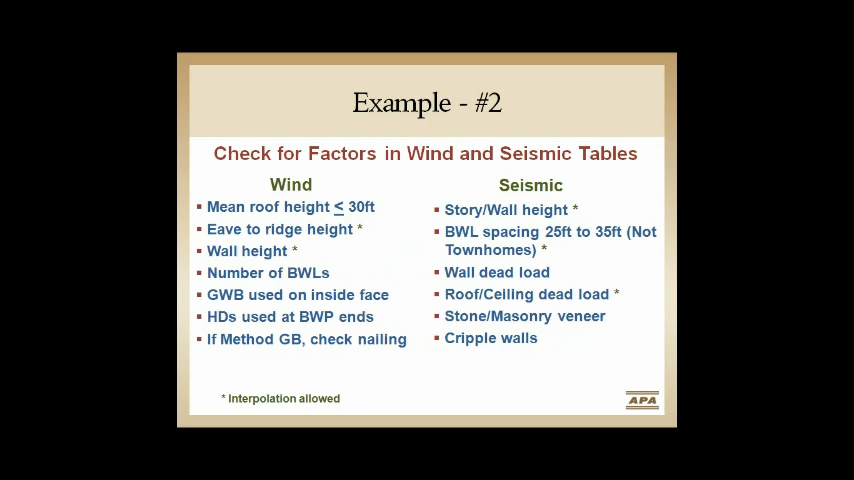 Example - #2
Check for Factors in Wind and Seismic Tables
Wind
▪ Mean roof height ≤ 30ft
▪ Eave to ridge height *
▪ Wall height *
▪ Number of BWLs
▪ GWB used on inside face
▪ HDs used at BWP ends
▪ If Method GB, check nailing
Seismic
▪ Story/Wall height *
▪ BWL spacing 25ft to 35ft (Not
Townhomes) *
▪ Wall dead load
▪ Roof/Ceiling dead load *
▪ Stone/Masonry veneer
▪ Cripple walls
* Interpolation allowed
APA